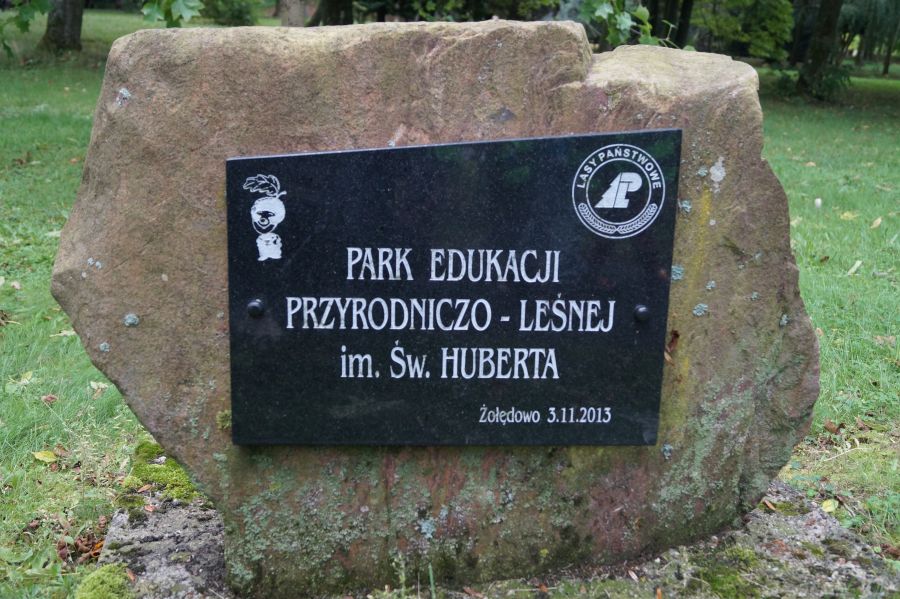 LASY PAŃSTWOWE
PARK EDUKACJI
PRZYRODNICZO - LEŚNEJ
im. Św. HUBERTA
Żołędowo 3.11.2013